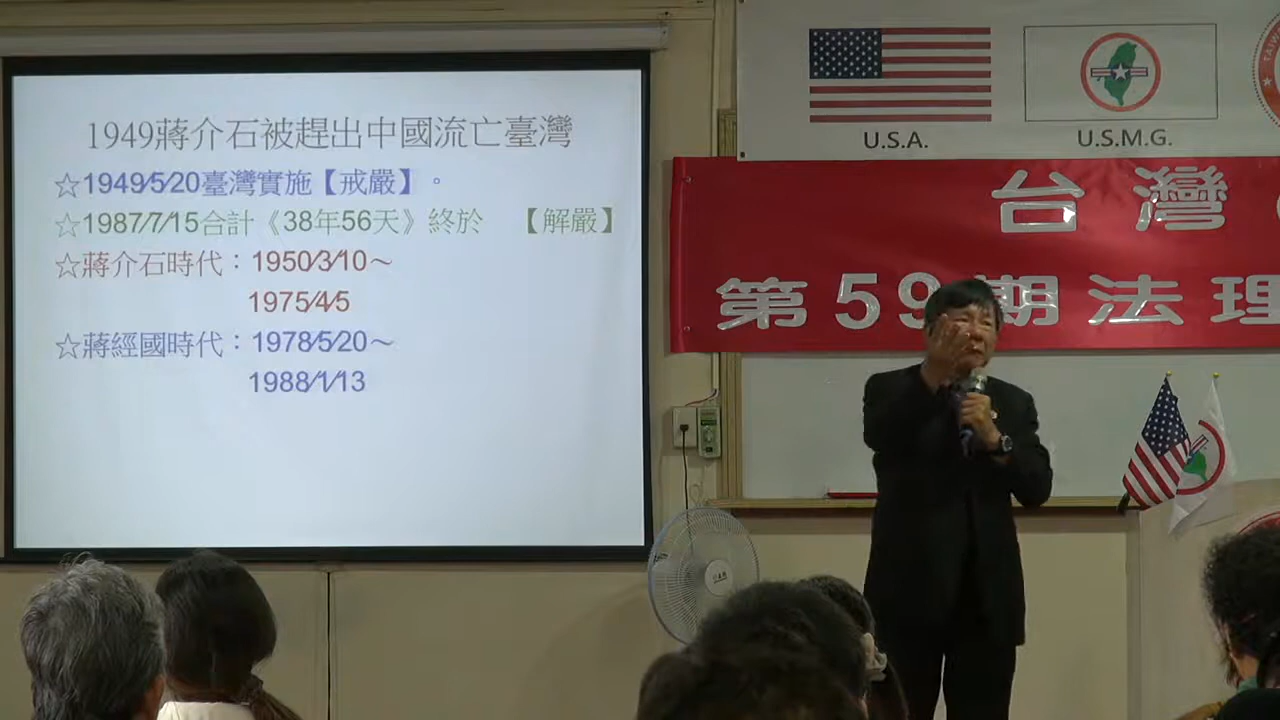 1949蔣介石被趕出中國流亡臺灣
☆1949/5/20臺灣實施【戒嚴】。
☆1987/7/15合計《38年56天》終於 【解嚴】
☆蔣介石時代：1950/3/10～
1975/4/5
☆蔣經國時代：1978/5/20～
1988/1/13
U.S.A.
U.S.M.G.
TAIW
台灣
第59期法理